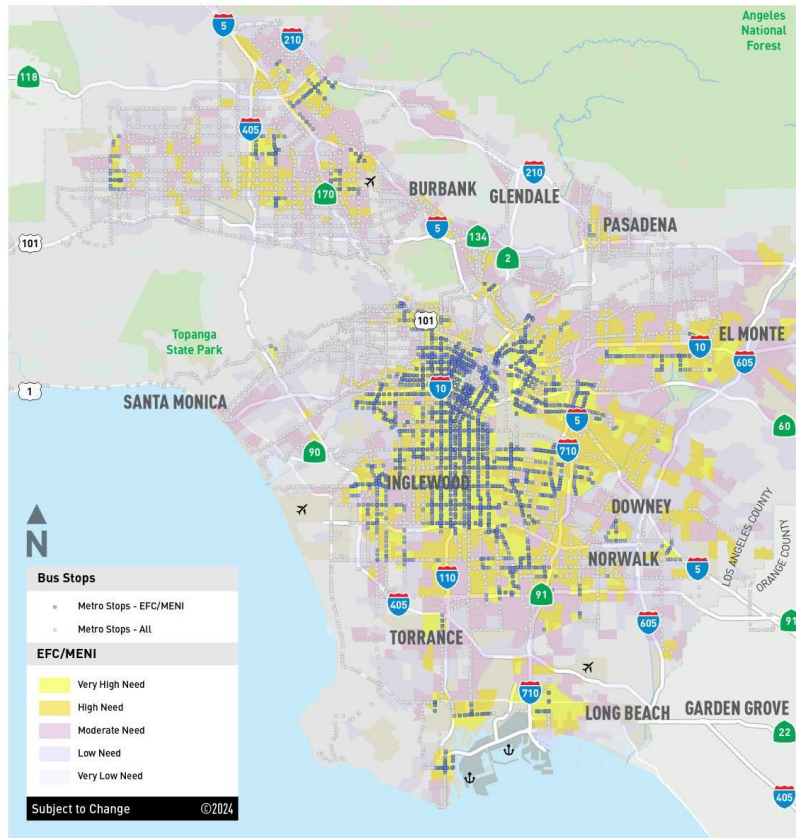 Angeles
National
Forest
5
210
118
405
210
170
BURBANK
GLENDALE
5
134
PASADENA
101
2
101
Topanga
State Park
EL MONTE
10
605
10
1
SANTA MONICA
5
60
710
90
INGLEWOOD
DOWNEY
LOS ANGELES COUNTY
ORANGE COUNTY
N
NORWALK
5
110
91
405
605
91
TORRANCE
710
LONG BEACH
GARDEN GROVE
22
405
Bus Stops
Metro Stops - EFC/MENI
Metro Stops - All
EFC/MENI
Very High Need
High Need
Moderate Need
Low Need
Very Low Need
Subject to Change ©2024